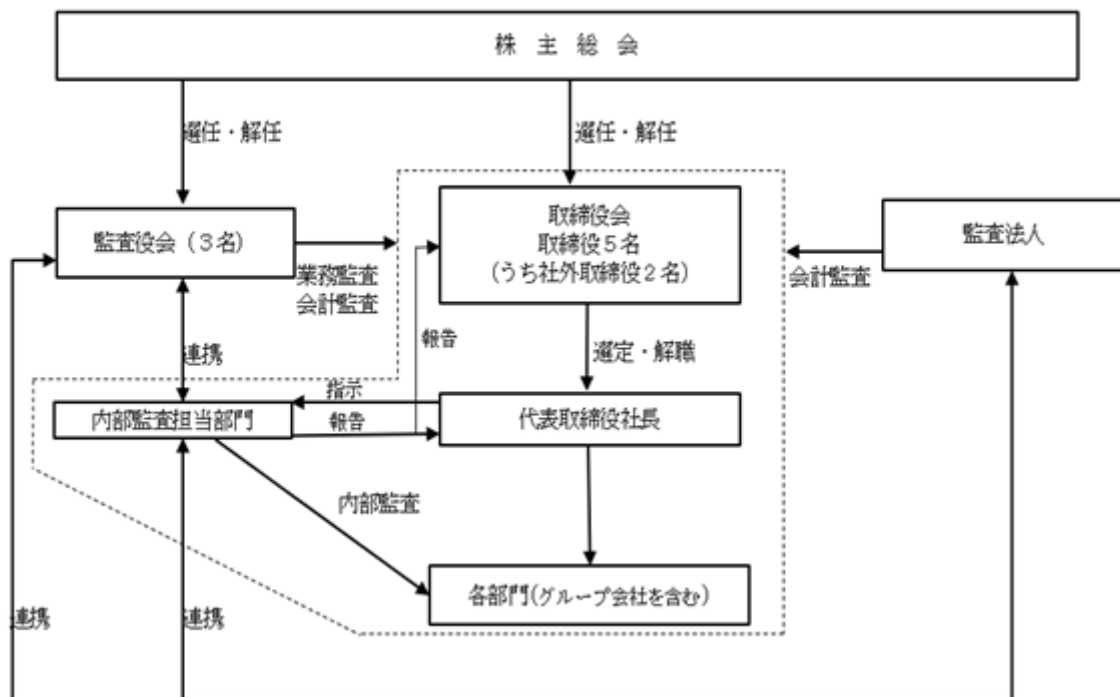 株 主 総 会
選任・解任
選任・解任
監査役会（３名）
取締役会
取締役５名
(うち社外取締役２名)
監査法人
業務監査
会計監査
会計監査
報告
選定・解職
連携
指示
内部監査担当部門
報告
代表取締役社長
内部監査
各部門(グループ会社を含む)
連携
連携